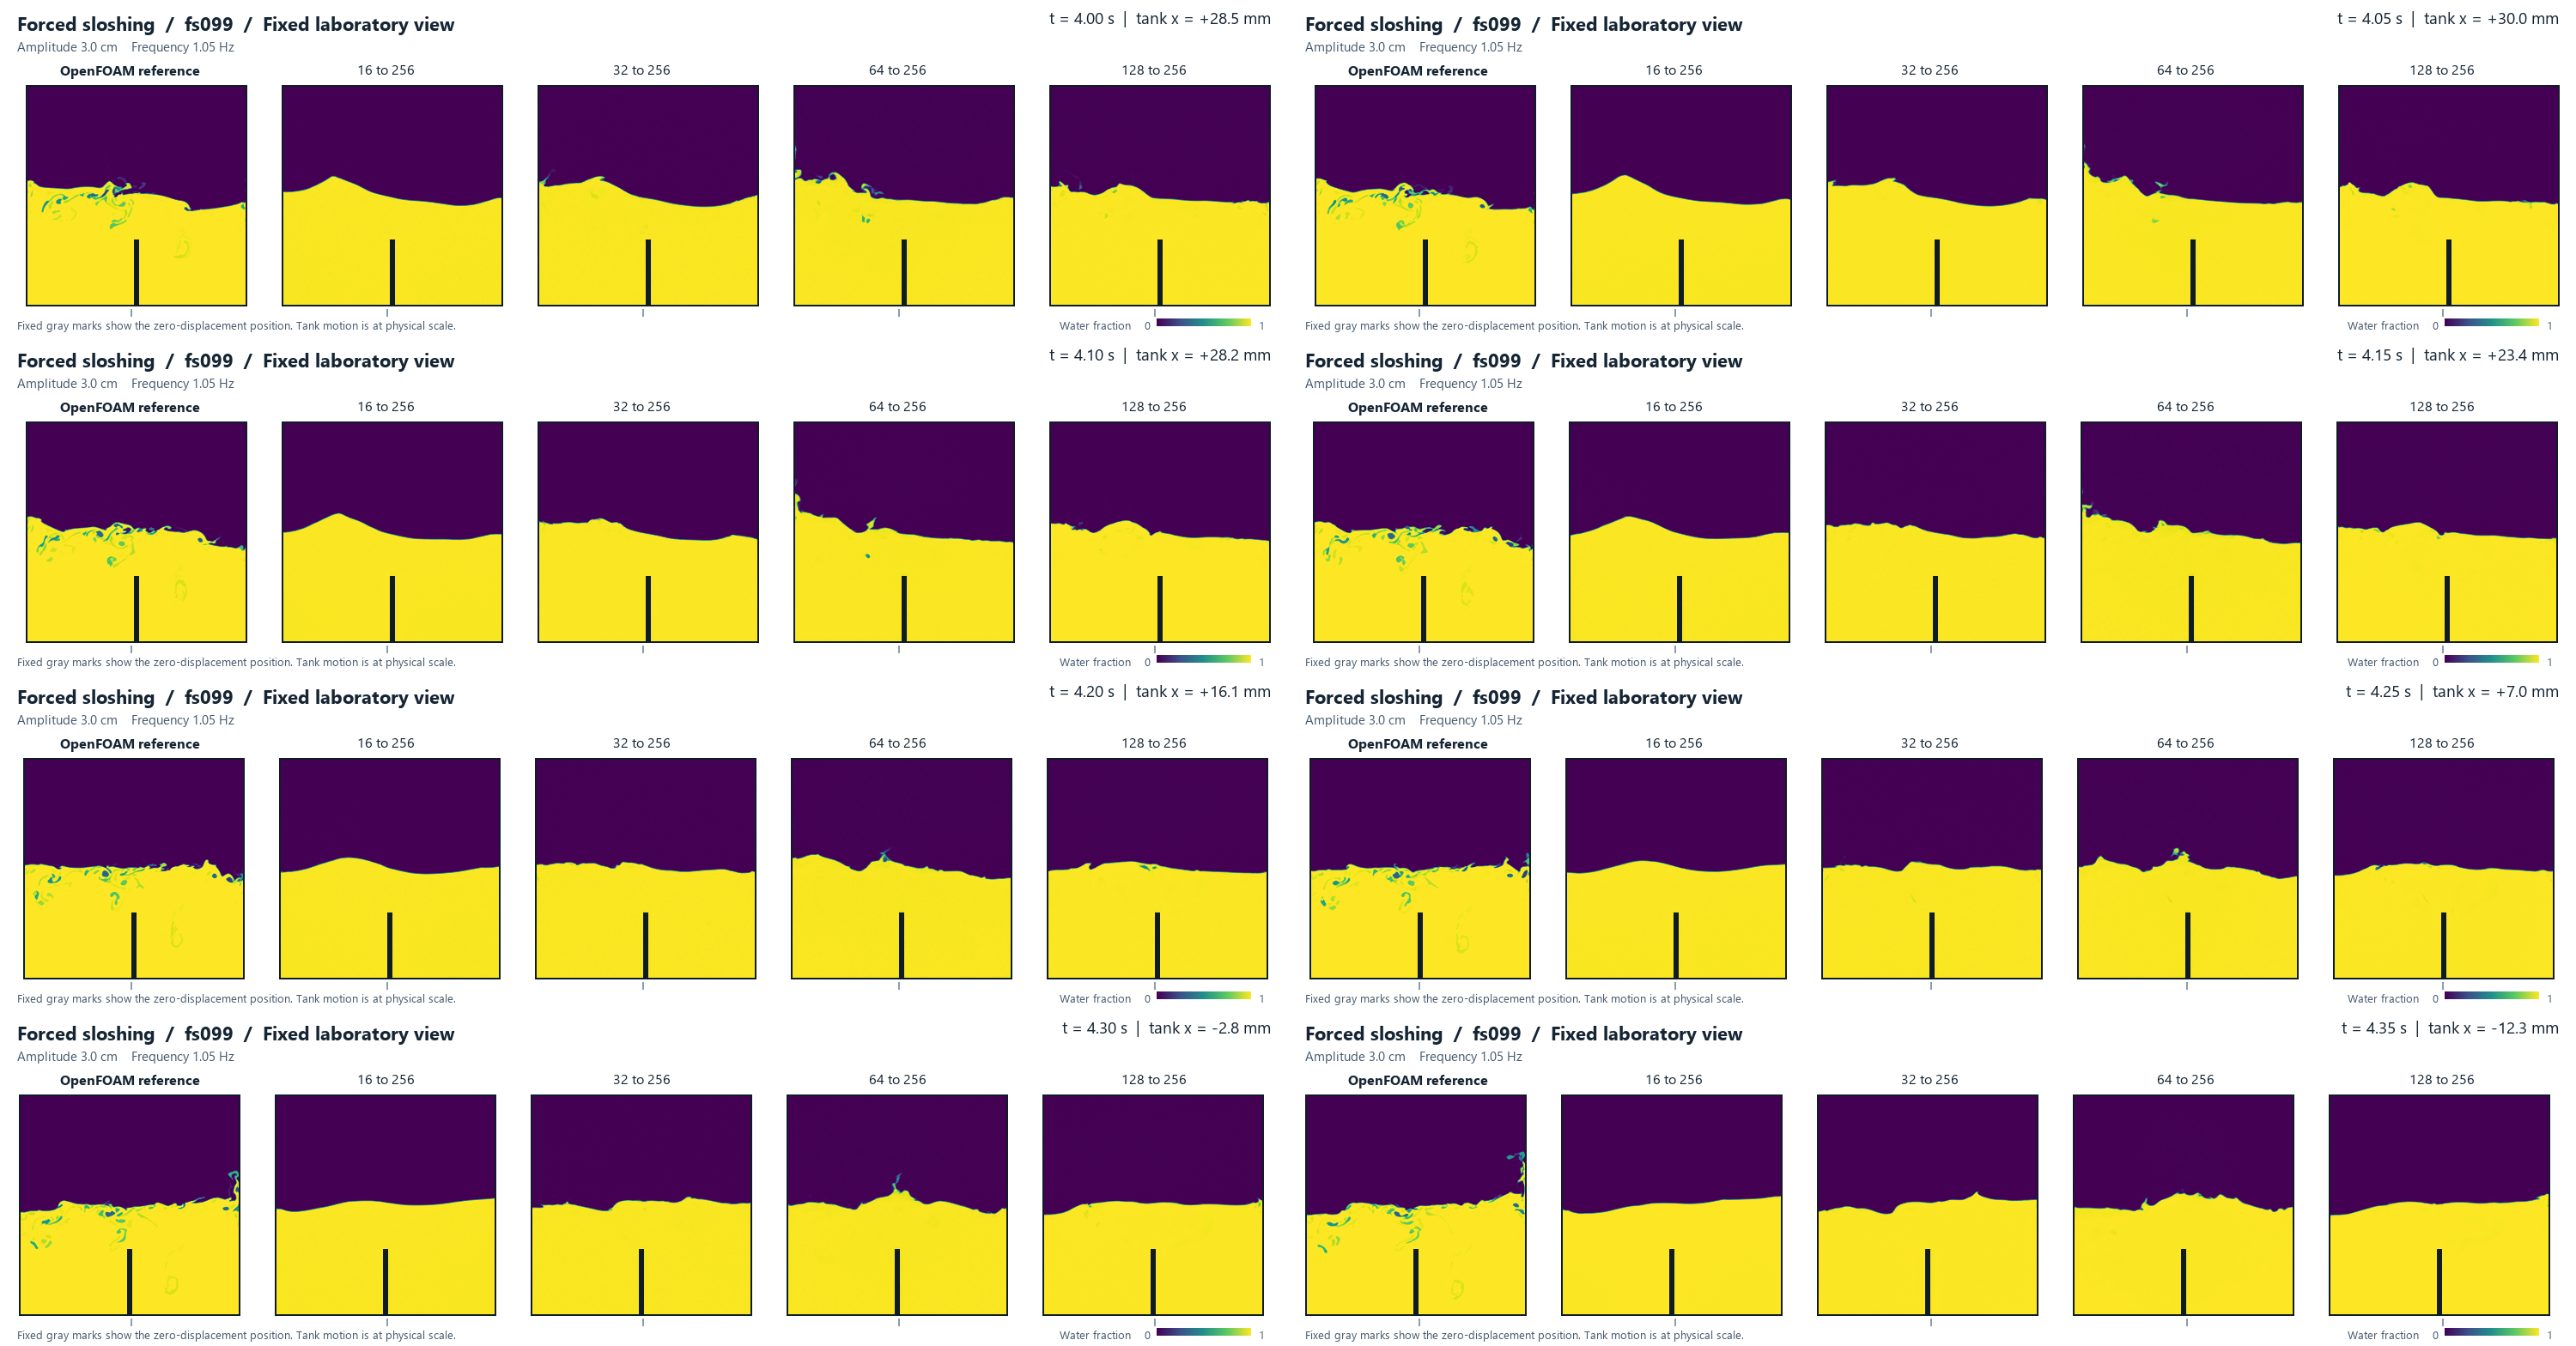 Forced sloshing / fs099 / Fixed laboratory view
t = 4.00 s | tank x = +28.5 mm
Amplitude 3.0 cm Frequency 1.05 Hz
OpenFOAM reference 16 to 256 32 to 256 64 to 256 128 to 256
Fixed gray marks show the zero-displacement position. Tank motion is at physical scale.
Water fraction 0 1
Forced sloshing / fs099 / Fixed laboratory view
t = 4.05 s | tank x = +30.0 mm
Amplitude 3.0 cm Frequency 1.05 Hz
OpenFOAM reference 16 to 256 32 to 256 64 to 256 128 to 256
Fixed gray marks show the zero-displacement position. Tank motion is at physical scale.
Water fraction 0 1
Forced sloshing / fs099 / Fixed laboratory view
t = 4.10 s | tank x = +28.2 mm
Amplitude 3.0 cm Frequency 1.05 Hz
OpenFOAM reference 16 to 256 32 to 256 64 to 256 128 to 256
Fixed gray marks show the zero-displacement position. Tank motion is at physical scale.
Water fraction 0 1
Forced sloshing / fs099 / Fixed laboratory view
t = 4.15 s | tank x = +23.4 mm
Amplitude 3.0 cm Frequency 1.05 Hz
OpenFOAM reference 16 to 256 32 to 256 64 to 256 128 to 256
Fixed gray marks show the zero-displacement position. Tank motion is at physical scale.
Water fraction 0 1
Forced sloshing / fs099 / Fixed laboratory view
t = 4.20 s | tank x = +16.1 mm
Amplitude 3.0 cm Frequency 1.05 Hz
OpenFOAM reference 16 to 256 32 to 256 64 to 256 128 to 256
Fixed gray marks show the zero-displacement position. Tank motion is at physical scale.
Water fraction 0 1
Forced sloshing / fs099 / Fixed laboratory view
t = 4.25 s | tank x = +7.0 mm
Amplitude 3.0 cm Frequency 1.05 Hz
OpenFOAM reference 16 to 256 32 to 256 64 to 256 128 to 256
Fixed gray marks show the zero-displacement position. Tank motion is at physical scale.
Water fraction 0 1
Forced sloshing / fs099 / Fixed laboratory view
t = 4.30 s | tank x = -2.8 mm
Amplitude 3.0 cm Frequency 1.05 Hz
OpenFOAM reference 16 to 256 32 to 256 64 to 256 128 to 256
Fixed gray marks show the zero-displacement position. Tank motion is at physical scale.
Water fraction 0 1
Forced sloshing / fs099 / Fixed laboratory view
t = 4.35 s | tank x = -12.3 mm
Amplitude 3.0 cm Frequency 1.05 Hz
OpenFOAM reference 16 to 256 32 to 256 64 to 256 128 to 256
Fixed gray marks show the zero-displacement position. Tank motion is at physical scale.
Water fraction 0 1